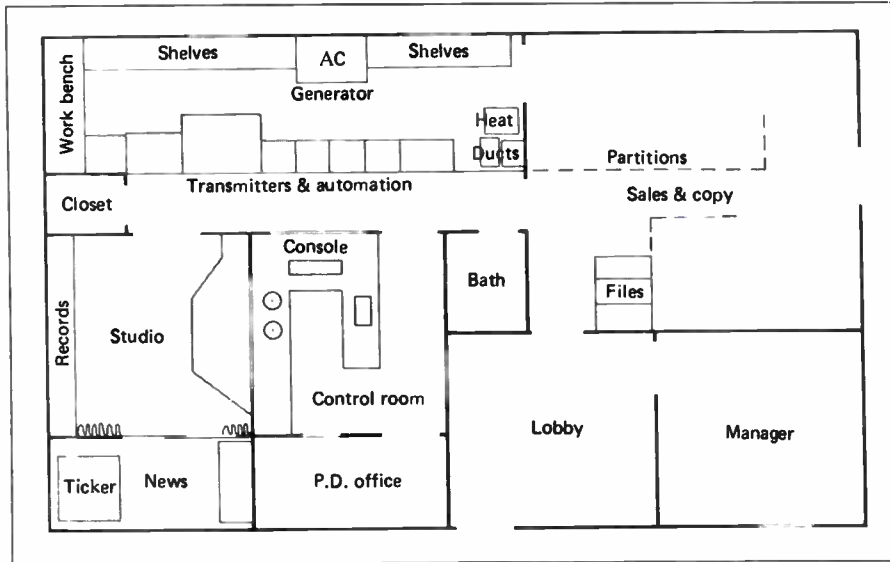 Shelves
AC
Shelves
Generator
Work bench
Heat
Ducts
Partitions
Transmitters & automation
Sales & copy
Closet
Console
Bath
Files
Records
Studio
Control room
Lobby
Manager
Ticker
News
P.D. office